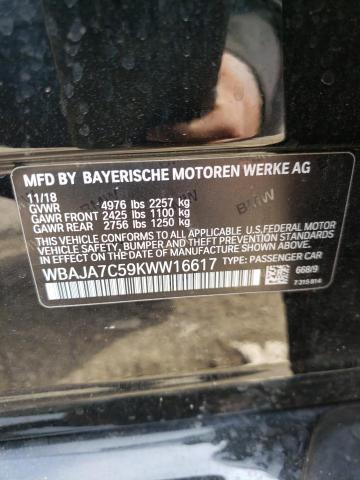 MFD BY BAYERISCHE MOTOREN WERKE AG
11/18
GVWR 4976 lbs 2257 kg
GAWR FRONT 2425 lbs 1100 kg
GAWR REAR 2756 lbs 1250 kg
THIS VEHICLE CONFORMS TO ALL APPLICABLE U.S.FEDERAL MOTOR
VEHICLE SAFETY, BUMPER, AND THEFT PREVENTION STANDARDS IN
EFFECT ON THE DATE OF MANUFACTURE SHOWN ABOVE.
WBAJA7C59KWW16617 TYPE: PASSENGER CAR
668/9
7 315 814